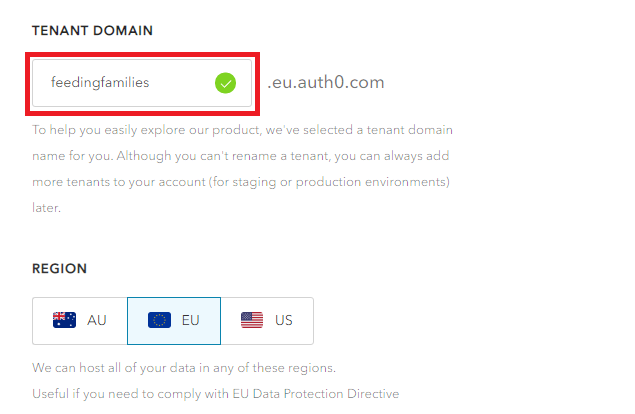 TENANT DOMAIN
feedingfamilies .eu.auth0.com
To help you easily explore our product, we've selected a tenant domain
name for you. Although you can't rename a tenant, you can always add
more tenants to your account (for staging or production environments)
later.
REGION
AU EU US
We can host all of your data in any of these regions.
Useful if you need to comply with EU Data Protection Directive